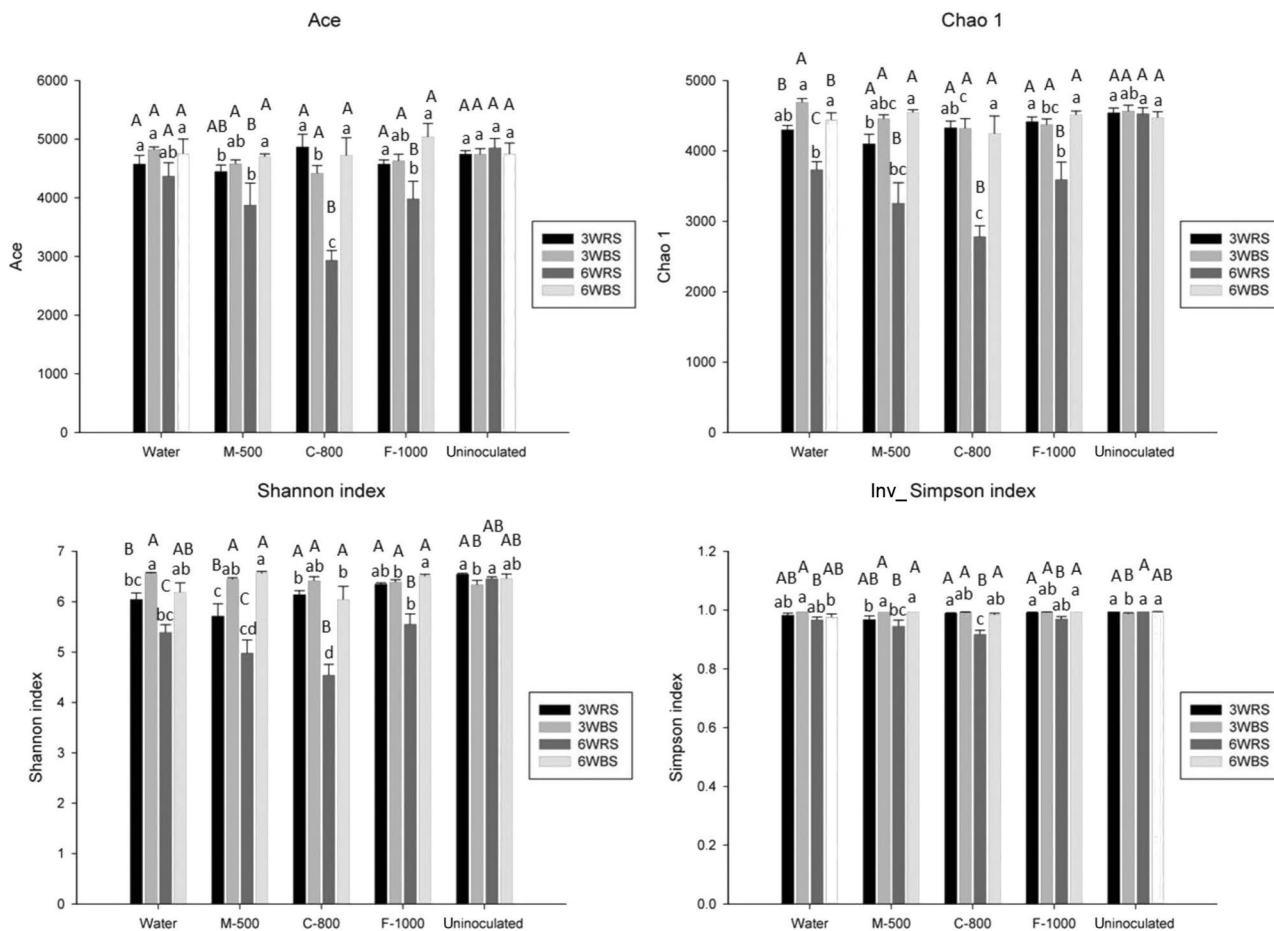 Ace
A A A A AB A B A A A B A A A B A A A A A
a a ab a b ab b a a b c a a ab b a a a a a
6000
5000
4000
3000
2000
1000
0
Ace
Water M-500 C-800 F-1000 Uninoculated
3WRS
3WBS
6WRS
6WBS
Chao 1
B A C B A A B A A A B A A A B A A A A A
ab a b a b abc bc a ab c c a a bc b a a ab a a
5000
4000
3000
2000
1000
0
Chao 1
Water M-500 C-800 F-1000 Uninoculated
3WRS
3WBS
6WRS
6WBS
Shannon index
B A C AB B A C A A A B A A A B A A B AB AB
bc a bc ab c ab cd a b ab d b ab b b a a b a ab
7
6
5
4
3
2
1
0
Shannon index
Water M-500 C-800 F-1000 Uninoculated
3WRS
3WBS
6WRS
6WBS
Inv_ Simpson index
AB A B AB AB A B A A A B A A A B A A B A AB
ab a ab b b a bc a a a c ab a ab ab a a b a a
1.2
1.0
0.8
0.6
0.4
0.2
0.0
Simpson index
Water M-500 C-800 F-1000 Uninoculated
3WRS
3WBS
6WRS
6WBS